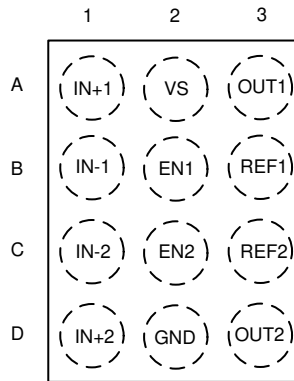 1 2 3
A IN+1 VS OUT1
B IN-1 EN1 REF1
C IN-2 EN2 REF2
D IN+2 GND OUT2